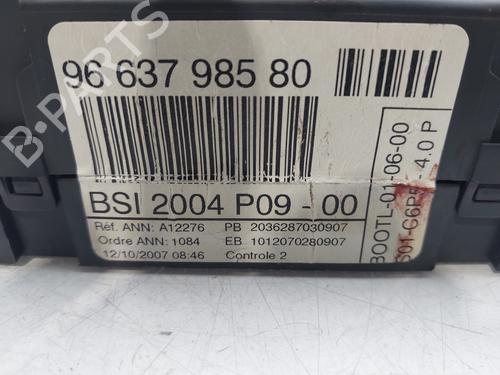 96 637 985 80
BSI 2004 P09 - 00
Réf. ANN: A12276 PB 2036287030907
Ordre ANN: 1084 EB 1012070280907
12/10/2007 08:46 Controle 2
BOOTL-01-06-00
4.0 P
B-PARTS